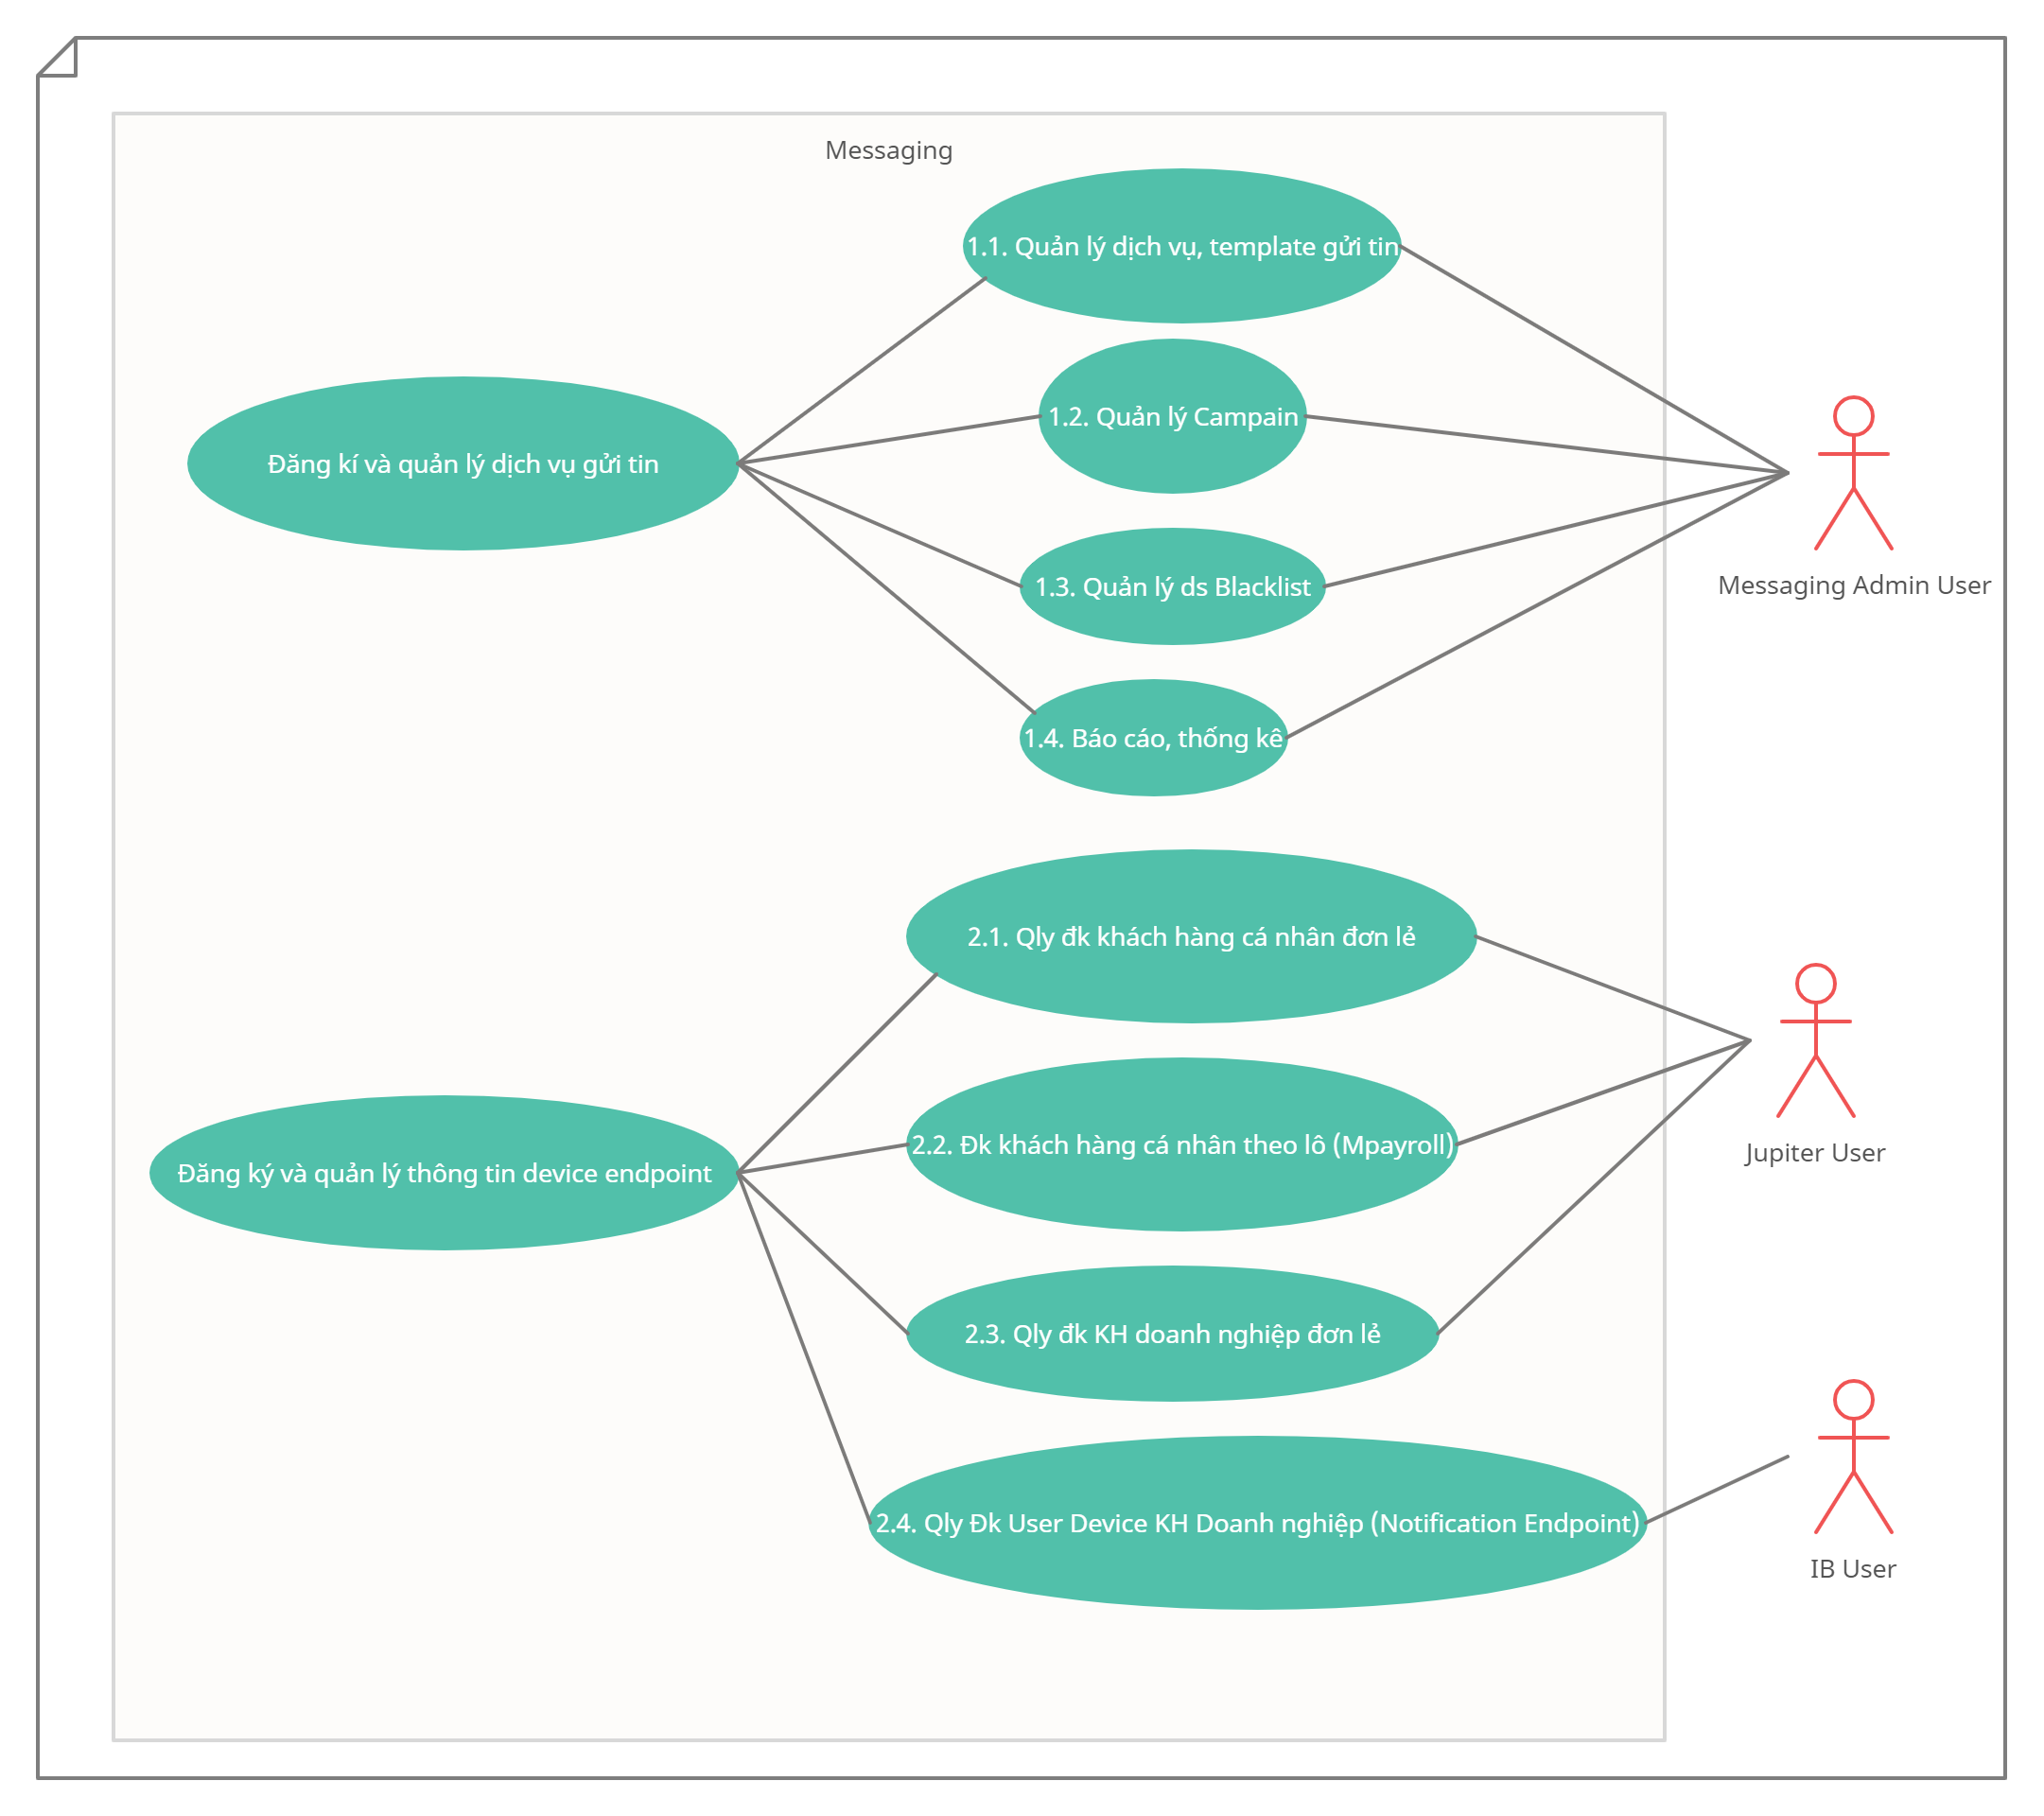 Messaging
1.1. Quản lý dịch vụ, template gửi tin
1.2. Quản lý Campain
Đăng kí và quản lý dịch vụ gửi tin
1.3. Quản lý ds Blacklist
Messaging Admin User
1.4. Báo cáo, thống kê
2.1. Qly đk khách hàng cá nhân đơn lẻ
2.2. Đk khách hàng cá nhân theo lô (Mpayroll)
Jupiter User
Đăng ký và quản lý thông tin device endpoint
2.3. Qly đk KH doanh nghiệp đơn lẻ
2.4. Qly Đk User Device KH Doanh nghiệp (Notification Endpoint)
IB User